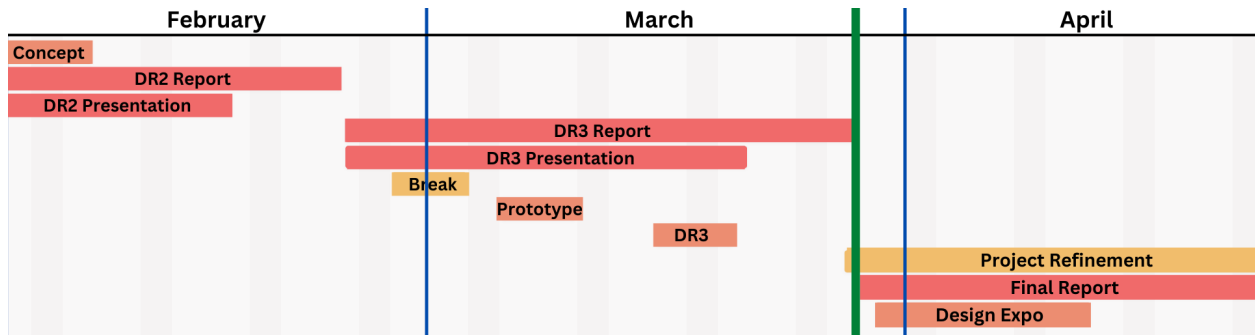 February March April
Concept
DR2 Report
DR2 Presentation
DR3 Report
DR3 Presentation
Break
Prototype
DR3
Project Refinement
Final Report
Design Expo